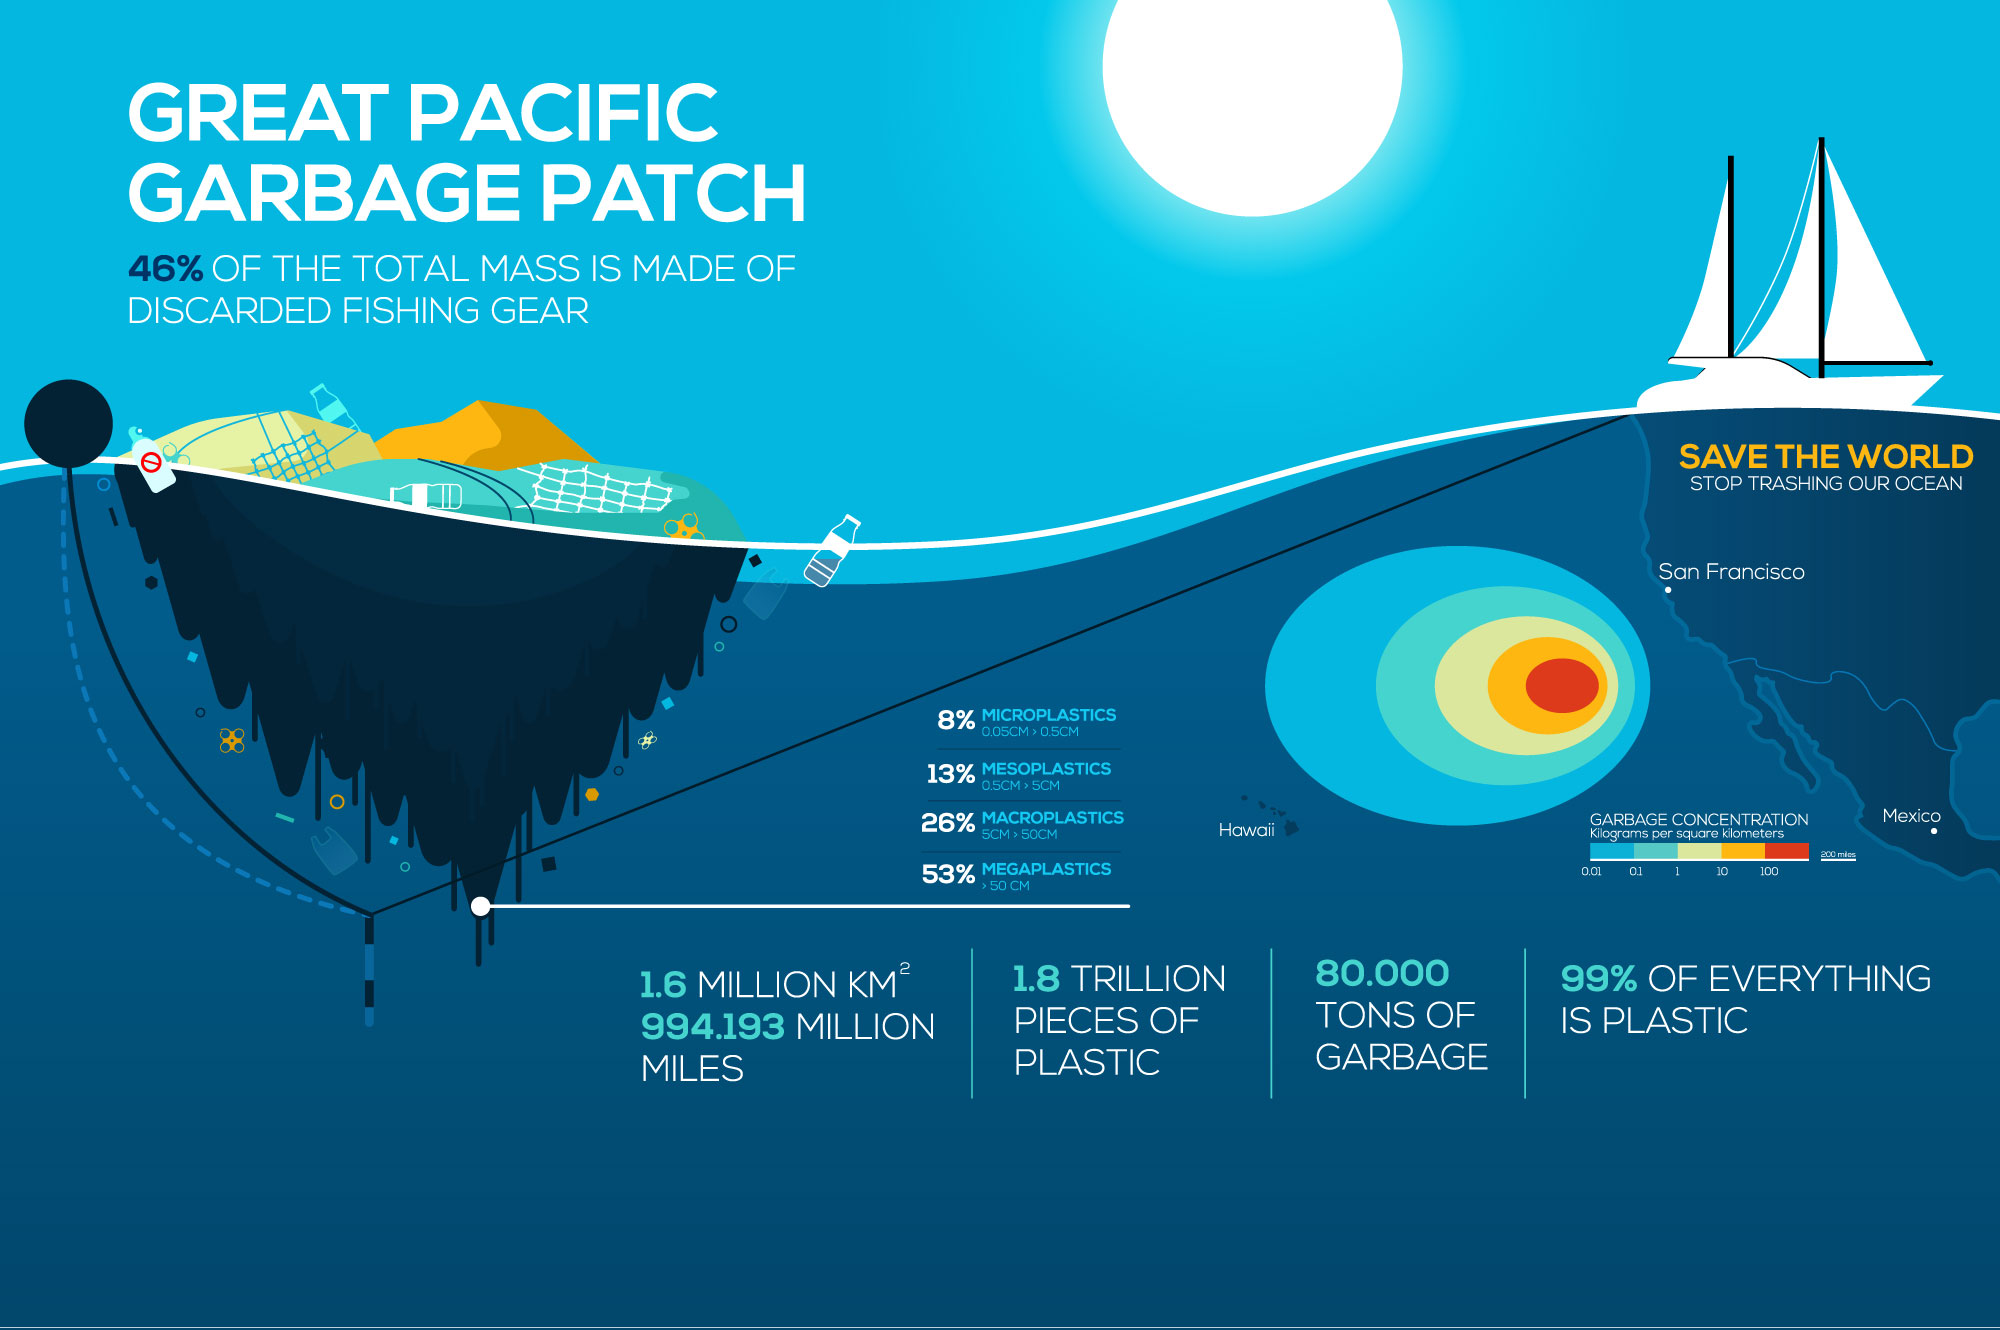 GREAT PACIFIC
GARBAGE PATCH
46% OF THE TOTAL MASS IS MADE OF
DISCARDED FISHING GEAR
SAVE THE WORLD
STOP TRASHING OUR OCEAN
San Francisco
8% MICROPLASTICS
0.05CM > 0.5CM
13% MESOPLASTICS
0.5CM > 5CM
26% MACROPLASTICS
5CM > 50CM
53% MEGAPLASTICS
> 50 CM
Hawaii
Mexico
GARBAGE CONCENTRATION
Kilograms per square kilometers
200 miles
0.01 0.1 1 10 100
1.6 MILLION KM²
994.193 MILLION
MILES
1.8 TRILLION
PIECES OF
PLASTIC
80.000
TONS OF
GARBAGE
99% OF EVERYTHING
IS PLASTIC